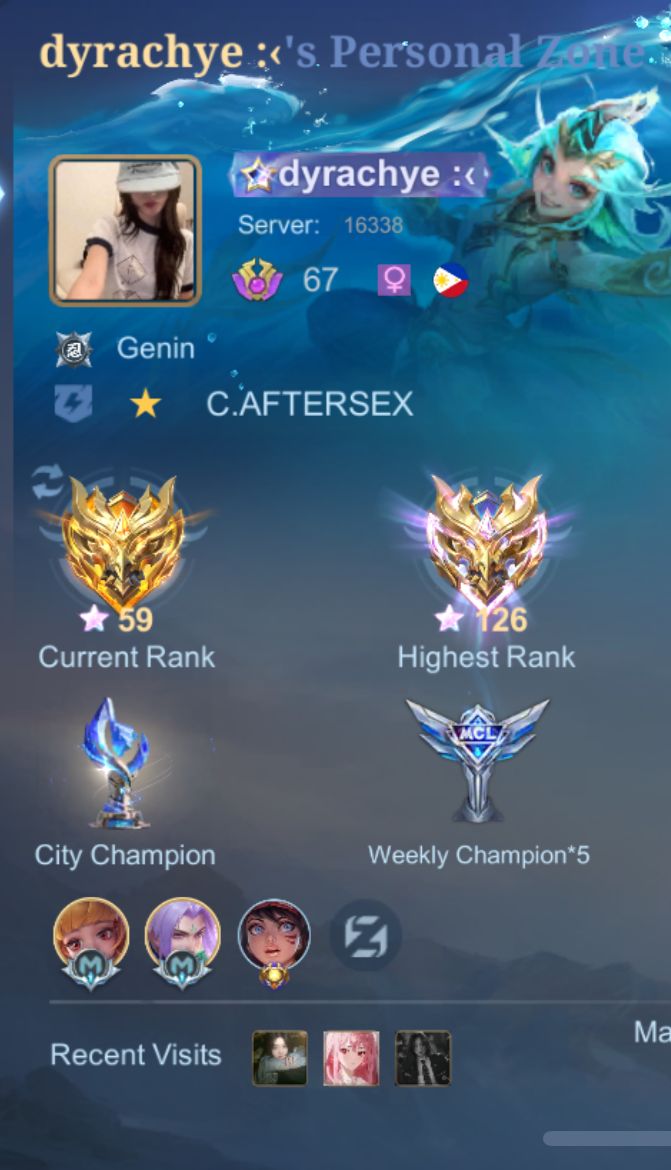 dyrachye :‹'s Personal Zone
dyrachye :‹
Server: 16338
67
忍
Genin
C.AFTERSEX
59
126
Current Rank
Highest Rank
MCL
City Champion
Weekly Champion*5
M
M
Recent Visits
Ma